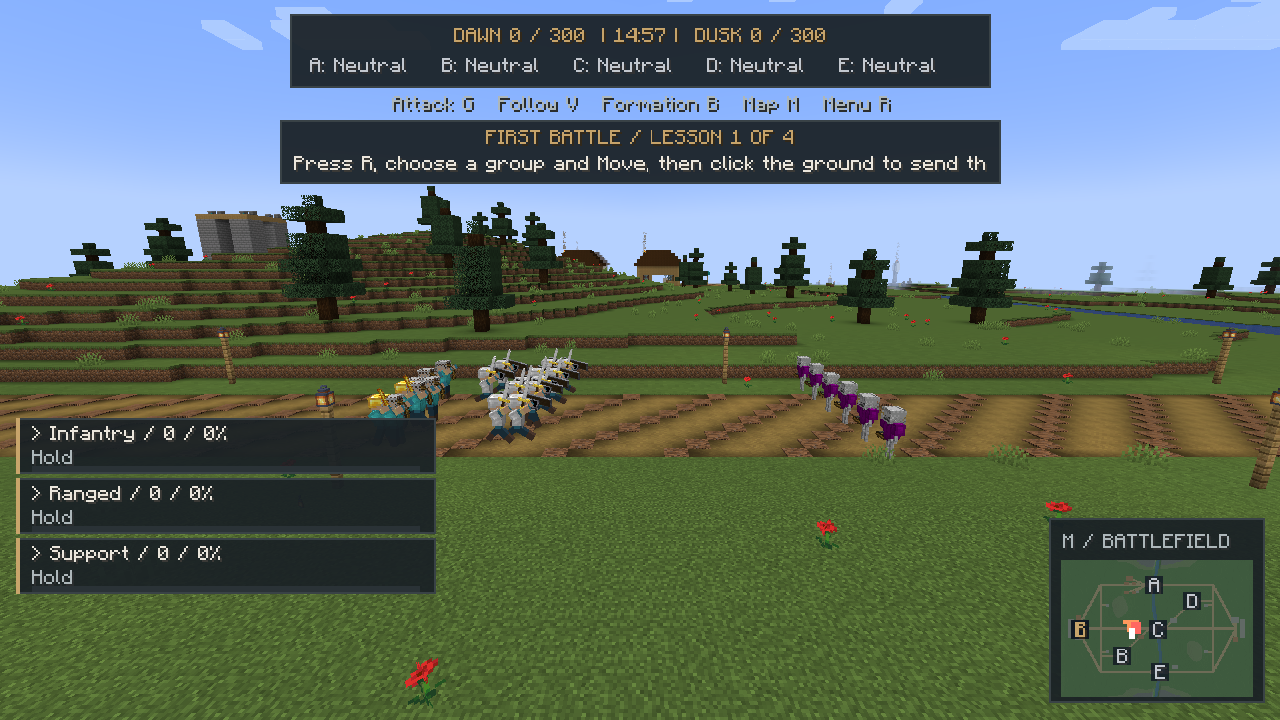 DAWN 0 / 300 | 14:57 | DUSK 0 / 300
A: Neutral B: Neutral C: Neutral D: Neutral E: Neutral
Attack G Follow V Formation B Map M Menu R
FIRST BATTLE / LESSON 1 OF 4
Press R, choose a group and Move, then click the ground to send th
> Infantry / 0 / 0%
Hold
> Ranged / 0 / 0%
Hold
> Support / 0 / 0%
Hold
M / BATTLEFIELD
A
D
B C
B
E